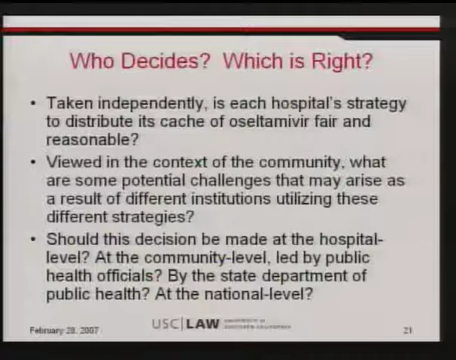 Who Decides? Which is Right?
• Taken independently, is each hospital's strategy
to distribute its cache of oseltamivir fair and
reasonable?
• Viewed in the context of the community, what
are some potential challenges that may arise as
a result of different institutions utilizing these
different strategies?
• Should this decision be made at the hospital-
level? At the community-level, led by public
health officials? By the state department of
public health? At the national-level?
February 28, 2007
USC|LAW
21